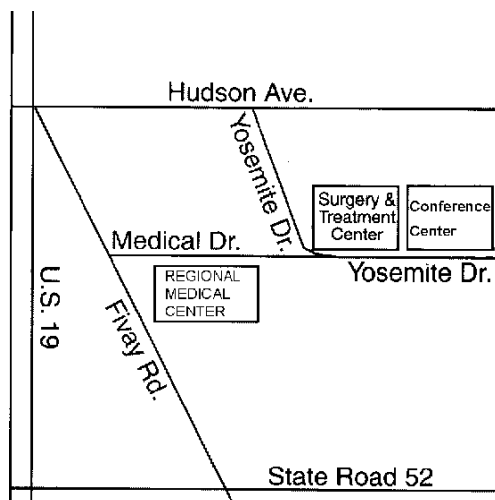 Hudson Ave.
Yosemite Dr.
Surgery &
Treatment
Center
Conference
Center
Medical Dr.
Yosemite Dr.
REGIONAL
MEDICAL
CENTER
U.S. 19
Fivay Rd.
State Road 52